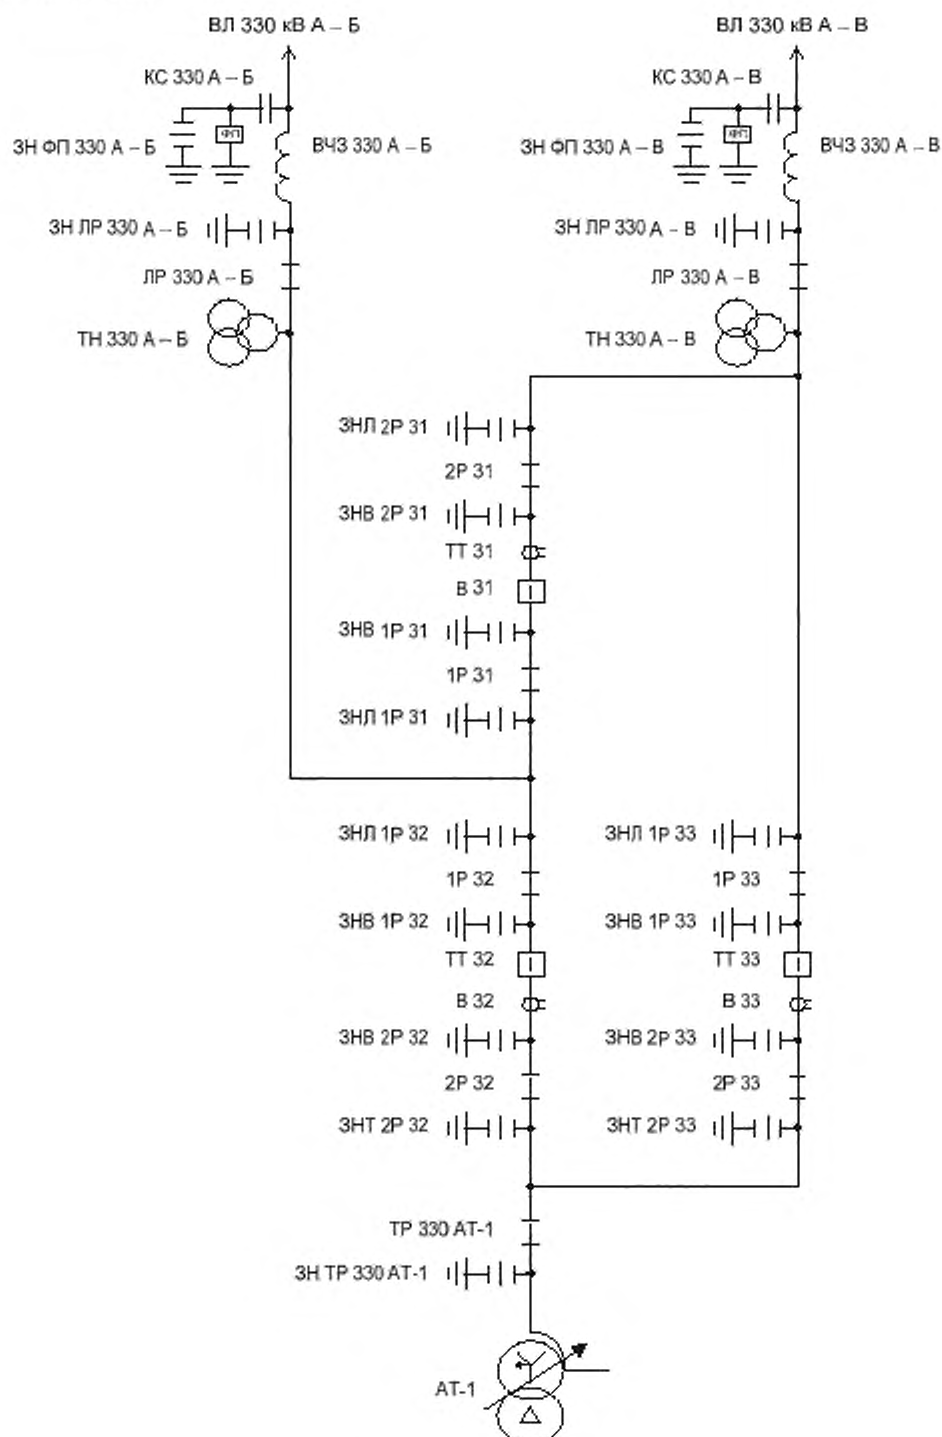 ВЛ 330 кВ А – Б
ВЛ 330 кВ А – В
КС 330 А – Б
КС 330 А – В
ФП
ФП
ЗН ФП 330 А – Б
ВЧЗ 330 А – Б
ЗН ФП 330 А – В
ВЧЗ 330 А – В
ЗН ЛР 330 А – Б
ЗН ЛР 330 А – В
ЛР 330 А – Б
ЛР 330 А – В
ТН 330 А – Б
ТН 330 А – В
ЗНЛ 2Р 31
2Р 31
ЗНВ 2Р 31
ТТ 31
В 31
ЗНВ 1Р 31
1Р 31
ЗНЛ 1Р 31
ЗНЛ 1Р 32
ЗНЛ 1Р 33
1Р 32
1Р 33
ЗНВ 1Р 32
ЗНВ 1Р 33
ТТ 32
ТТ 33
В 32
В 33
ЗНВ 2Р 32
ЗНВ 2Р 33
2Р 32
2Р 33
ЗНТ 2Р 32
ЗНТ 2Р 33
ТР 330 АТ-1
ЗН ТР 330 АТ-1
АТ-1